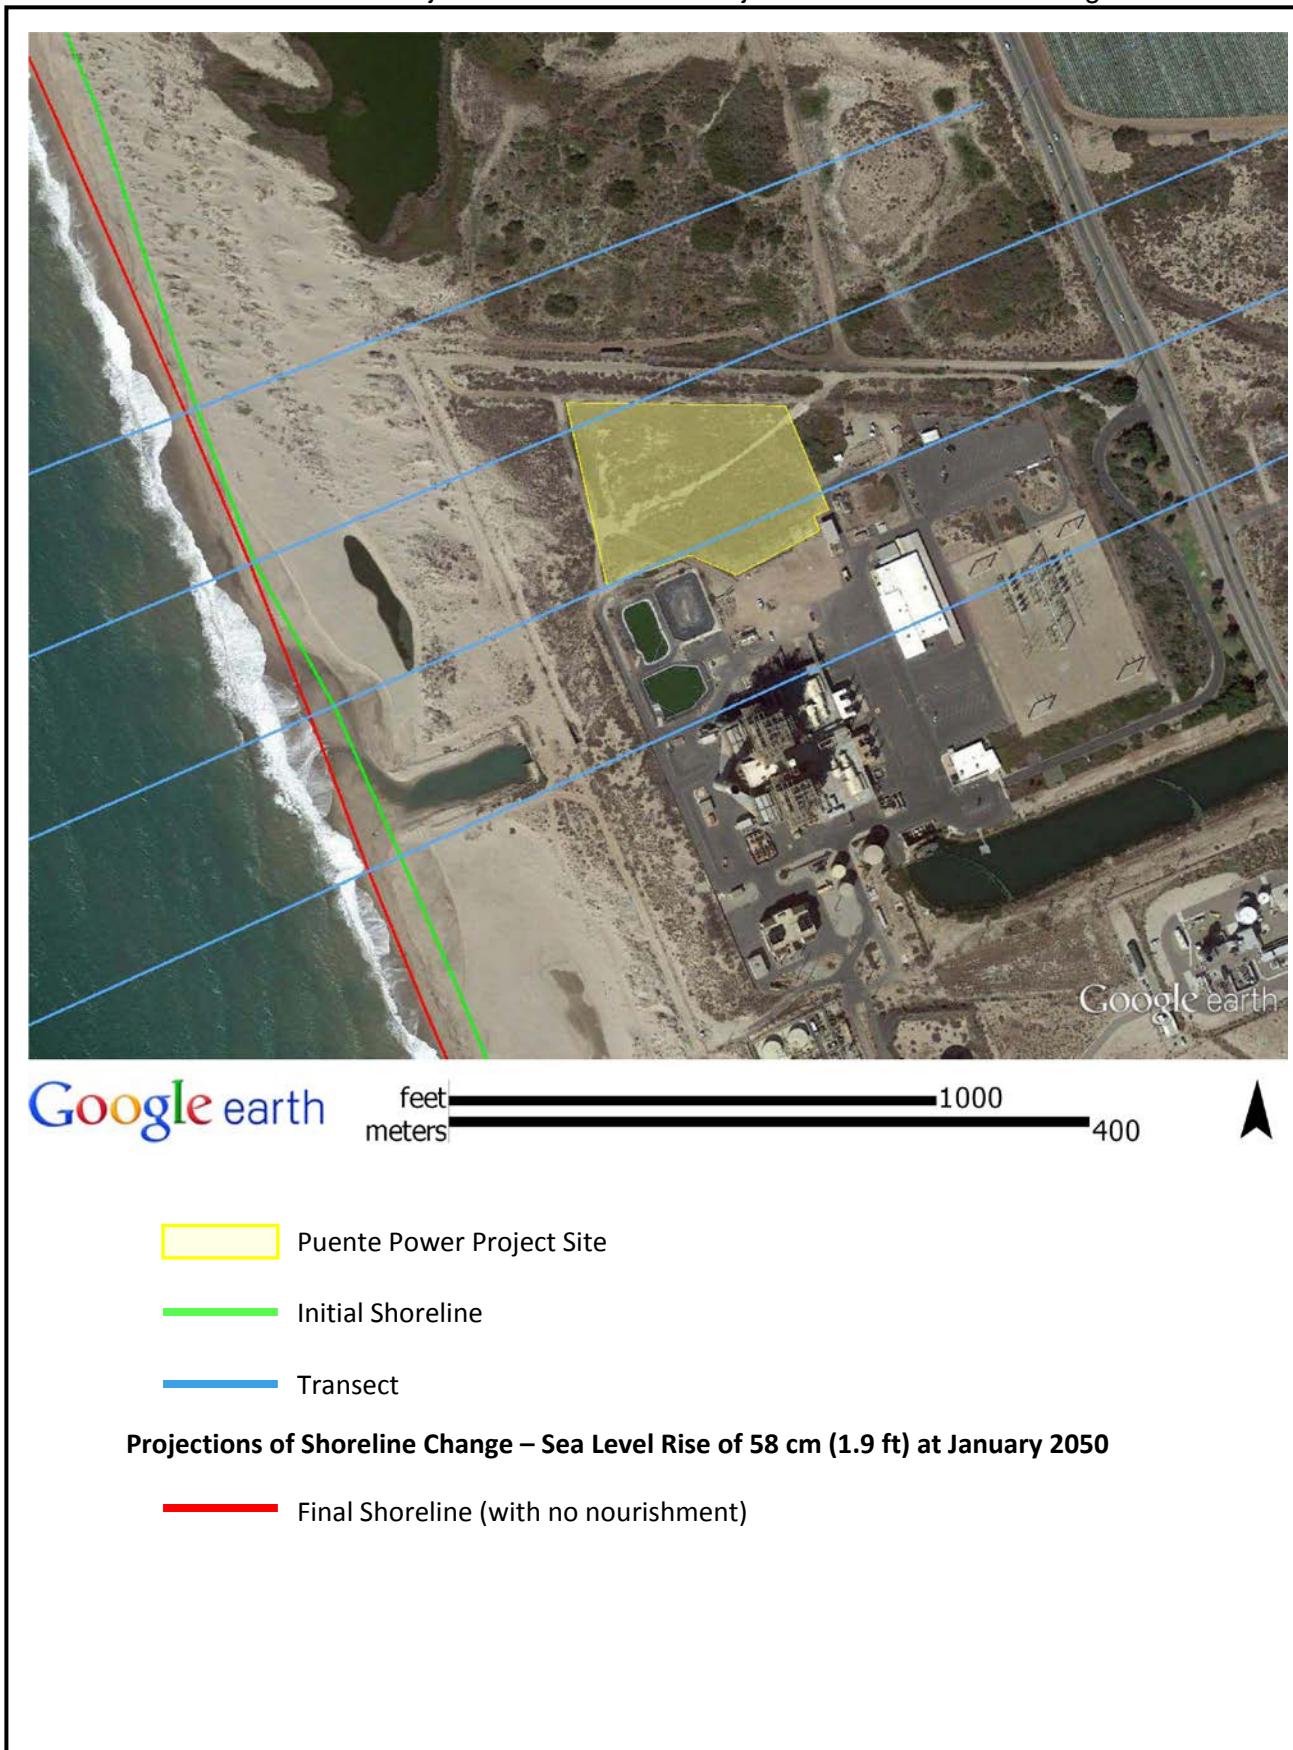 Google earth
Google earth
feet 1000
meters 400
Puente Power Project Site
Initial Shoreline
Transect
Projections of Shoreline Change – Sea Level Rise of 58 cm (1.9 ft) at January 2050
Final Shoreline (with no nourishment)